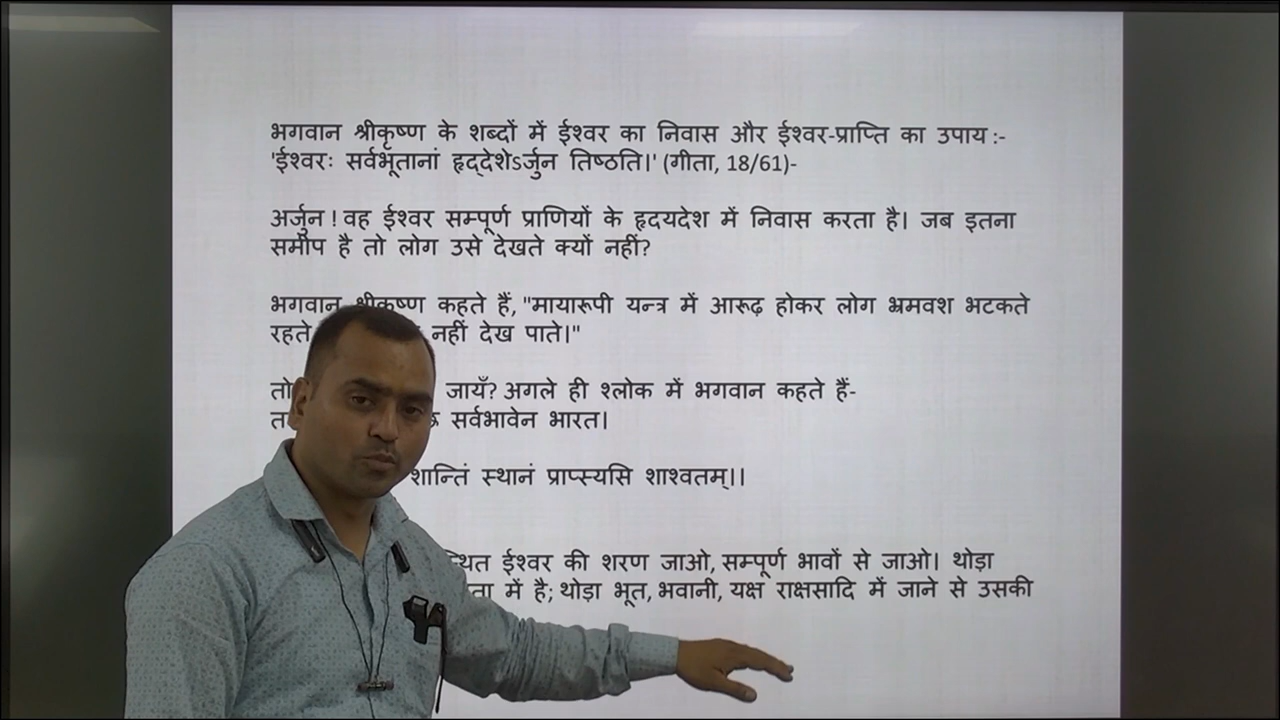 भगवान श्रीकृष्ण के शब्दों में ईश्वर का निवास और ईश्वर-प्राप्ति का उपाय :-
'ईश्वरः सर्वभूतानां हृद्देशेऽर्जुन तिष्ठति।' (गीता, 18/61)-
अर्जुन ! वह ईश्वर सम्पूर्ण प्राणियों के हृदयदेश में निवास करता है। जब इतना
समीप है तो लोग उसे देखते क्यों नहीं?
भगवान श्रीकृष्ण कहते हैं, "मायारूपी यन्त्र में आरूढ़ होकर लोग भ्रमवश भटकते
रहते नहीं देख पाते।"
तो जायँ? अगले ही श्लोक में भगवान कहते हैं-
सर्वभावेन भारत।
शान्तिं स्थानं प्राप्स्यसि शाश्वतम्।।
ईश्वर की शरण जाओ, सम्पूर्ण भावों से जाओ। थोड़ा
में है; थोड़ा भूत, भवानी, यक्ष राक्षसादि में जाने से उसकी